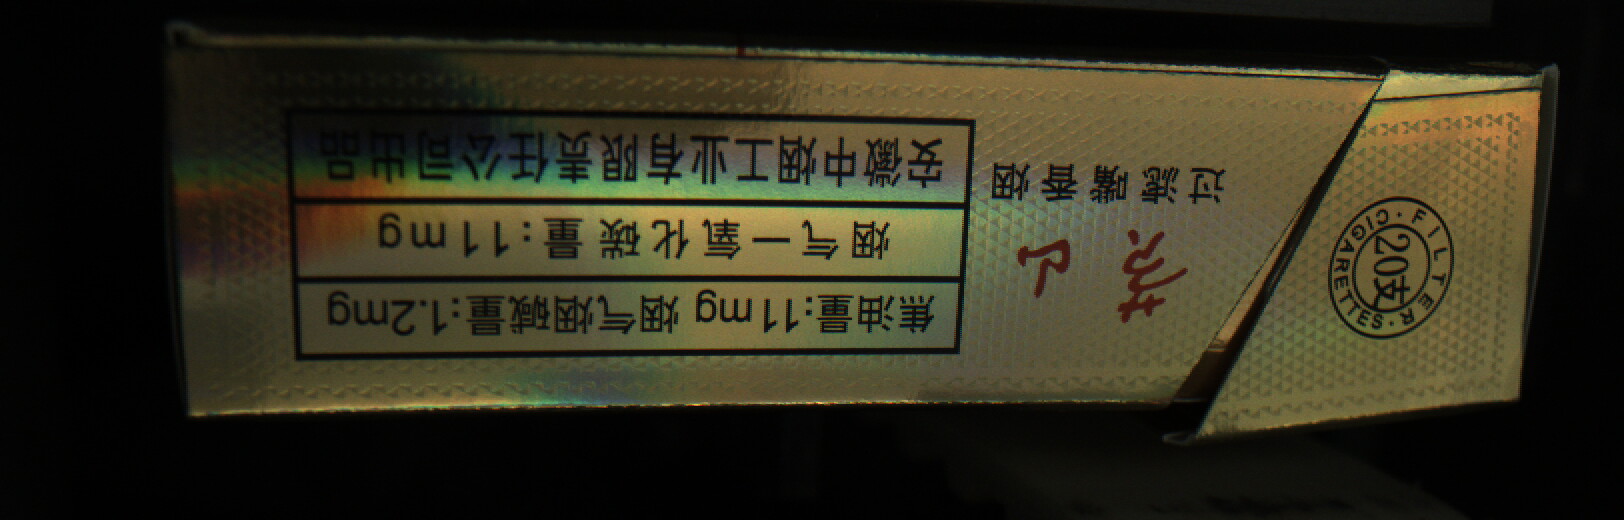 FILTER · CIGARETTES ·
20支
黄山
过滤嘴香烟
焦油量:11mg 烟气烟碱量:1.2mg
烟气一氧化碳量:11mg
安徽中烟工业有限责任公司出品